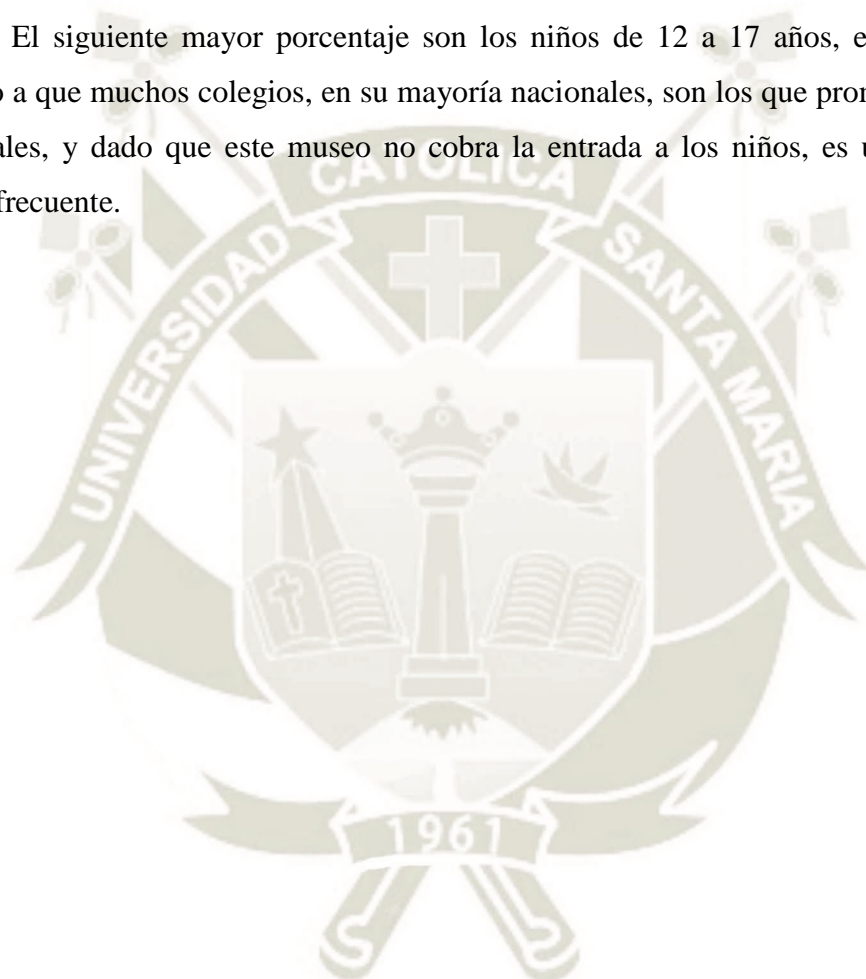 El siguiente mayor porcentaje son los niños de 12 a 17 años, e
o a que muchos colegios, en su mayoría nacionales, son los que pron
ales, y dado que este museo no cobra la entrada a los niños, es u
frecuente.
CATOLICA
UNIVERSIDAD
SANTA MARIA
1961